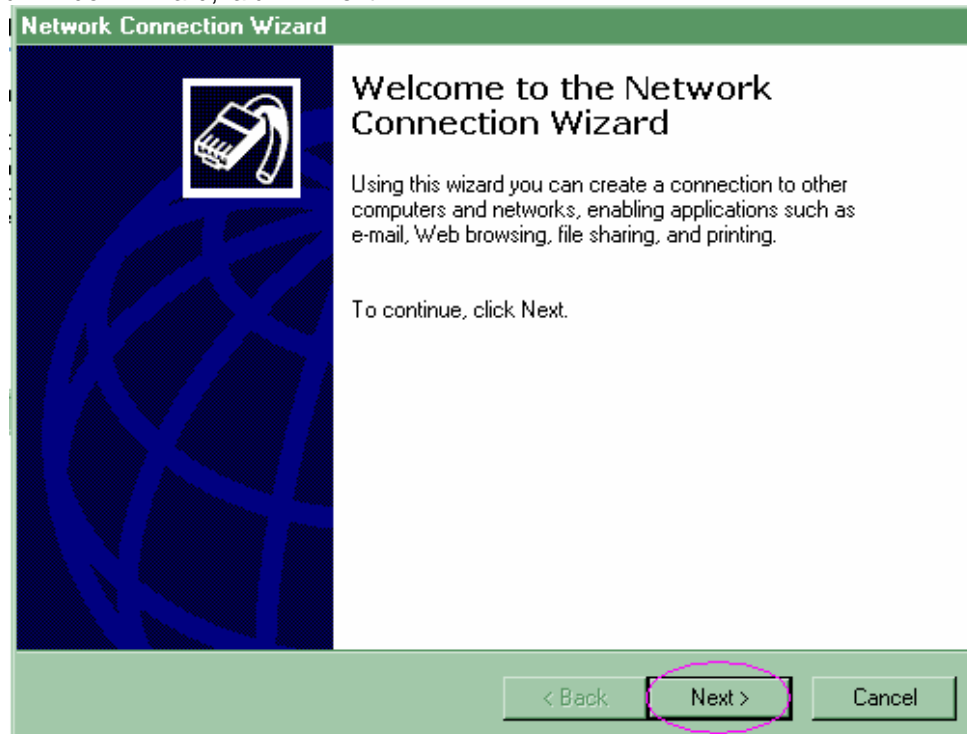 Network Connection Wizard
Welcome to the Network
Connection Wizard
Using this wizard you can create a connection to other
computers and networks, enabling applications such as
e-mail, Web browsing, file sharing, and printing.
To continue, click Next.
< Back
Next >
Cancel